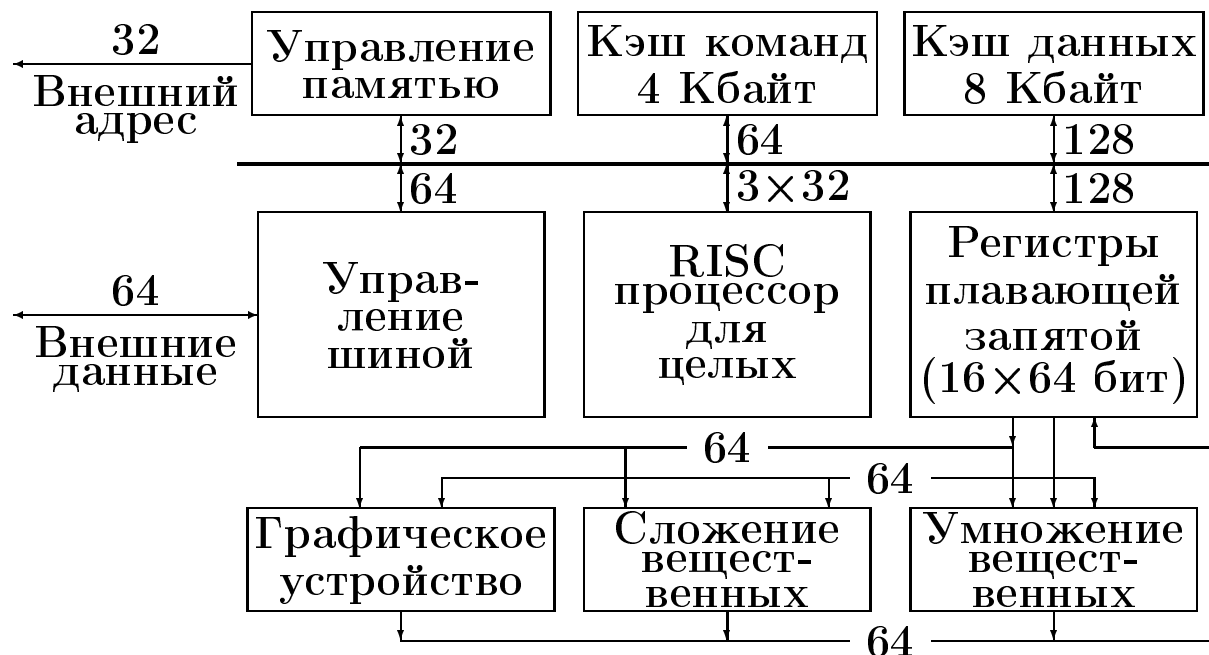 32
Внешний
адрес
Управление
памятью
Кэш команд
4 Кбайт
Кэш данных
8 Кбайт
32
64
128
64
3×32
128
64
Внешние
данные
Управ-
ление
шиной
RISC
процессор
для
целых
Регистры
плавающей
запятой
(16×64 бит)
64
64
Графическое
устройство
Сложение
вещест-
венных
Умножение
вещест-
венных
64